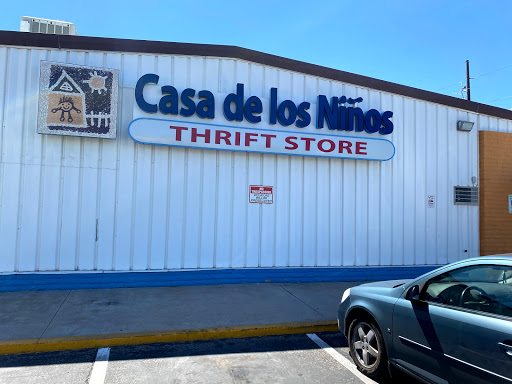 Casa de los Niños
THRIFT STORE